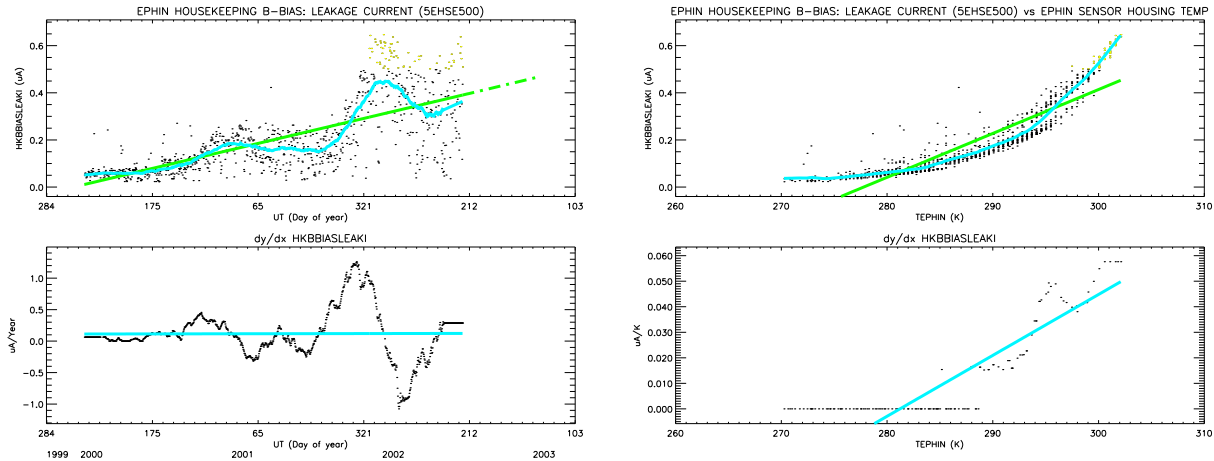 EPHIN HOUSEKEEPING B-BIAS: LEAKAGE CURRENT (5EHSE500)
HKBBIASLEAKI (uA)
0.6
0.4
0.2
0.0
284 175 65 321 212 103
UT (Day of year)
EPHIN HOUSEKEEPING B-BIAS: LEAKAGE CURRENT (5EHSE500) vs EPHIN SENSOR HOUSING TEMP
HKBBIASLEAKI (uA)
0.6
0.4
0.2
0.0
260 270 280 290 300 310
TEPHIN (K)
dy/dx HKBBIASLEAKI
uA/year
1.0
0.5
0.0
-0.5
-1.0
284 175 65 321 212 103
UT (Day of year)
1999 2000 2001 2002 2003
dy/dx HKBBIASLEAKI
uA/K
0.060
0.050
0.040
0.030
0.020
0.010
0.000
260 270 280 290 300 310
TEPHIN (K)